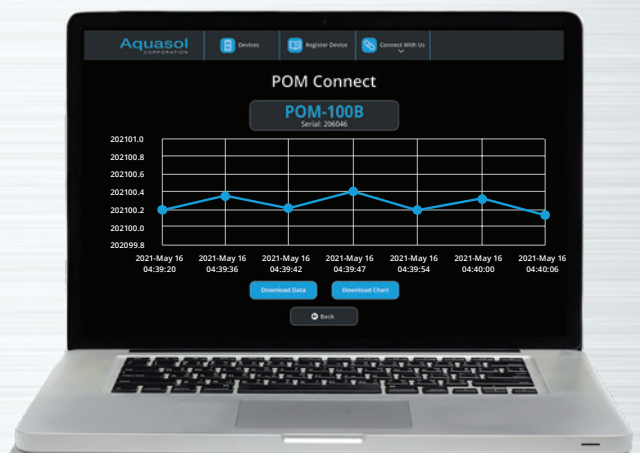 Aquasol
CORPORATION
Devices
Register Device
Connect With Us
POM Connect
POM-100B
Serial: 206046
202101.0
202100.8
202100.6
202100.4
202100.2
202100.0
202099.8
2021-May 16
04:39:20
2021-May 16
04:39:36
2021-May 16
04:39:42
2021-May 16
04:39:47
2021-May 16
04:39:54
2021-May 16
04:40:00
2021-May 16
04:40:06
Download Data
Download Chart
Back